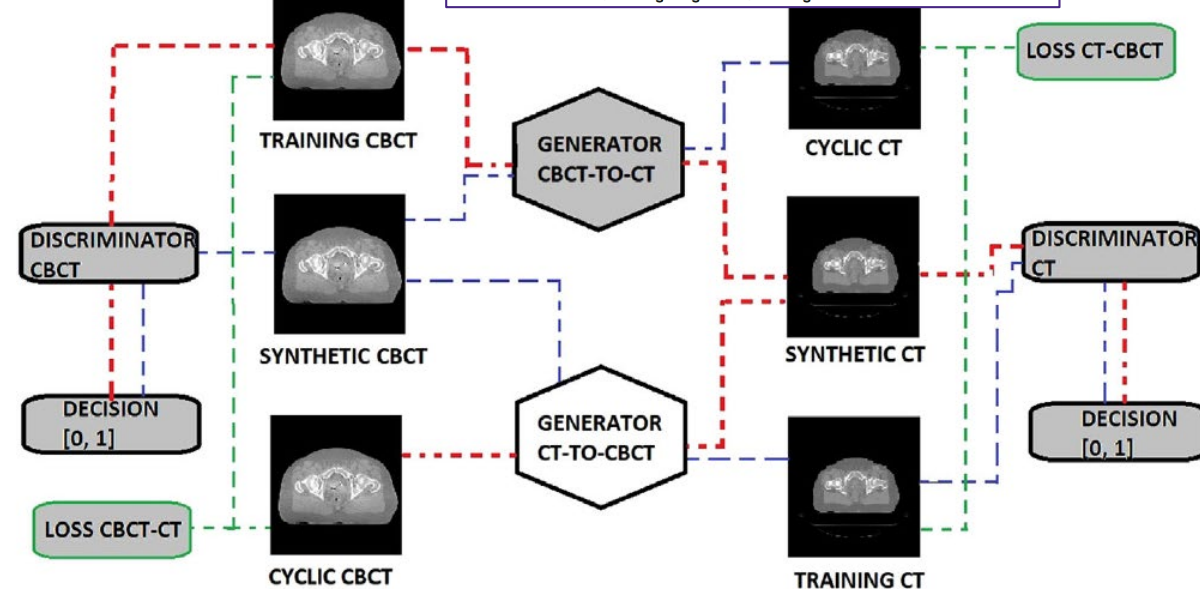 LOSS CT-CBCT
TRAINING CBCT
GENERATOR
CBCT-TO-CT
CYCLIC CT
DISCRIMINATOR
CBCT
DISCRIMINATOR
CT
SYNTHETIC CBCT
SYNTHETIC CT
DECISION
[0, 1]
GENERATOR
CT-TO-CBCT
DECISION
[0, 1]
LOSS CBCT-CT
CYCLIC CBCT
TRAINING CT